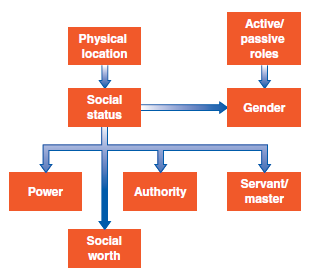 Physical
location
Active/
passive
roles
Social
status
Gender
Power
Authority
Servant/
master
Social
worth